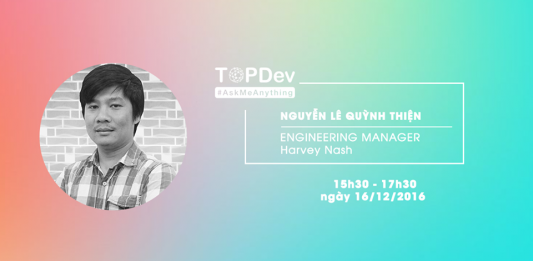 TOPDev
#AskMeAnything
NGUYỄN LÊ QUỲNH THIỆN
ENGINEERING MANAGER
Harvey Nash
15h30 - 17h30
ngày 16/12/2016